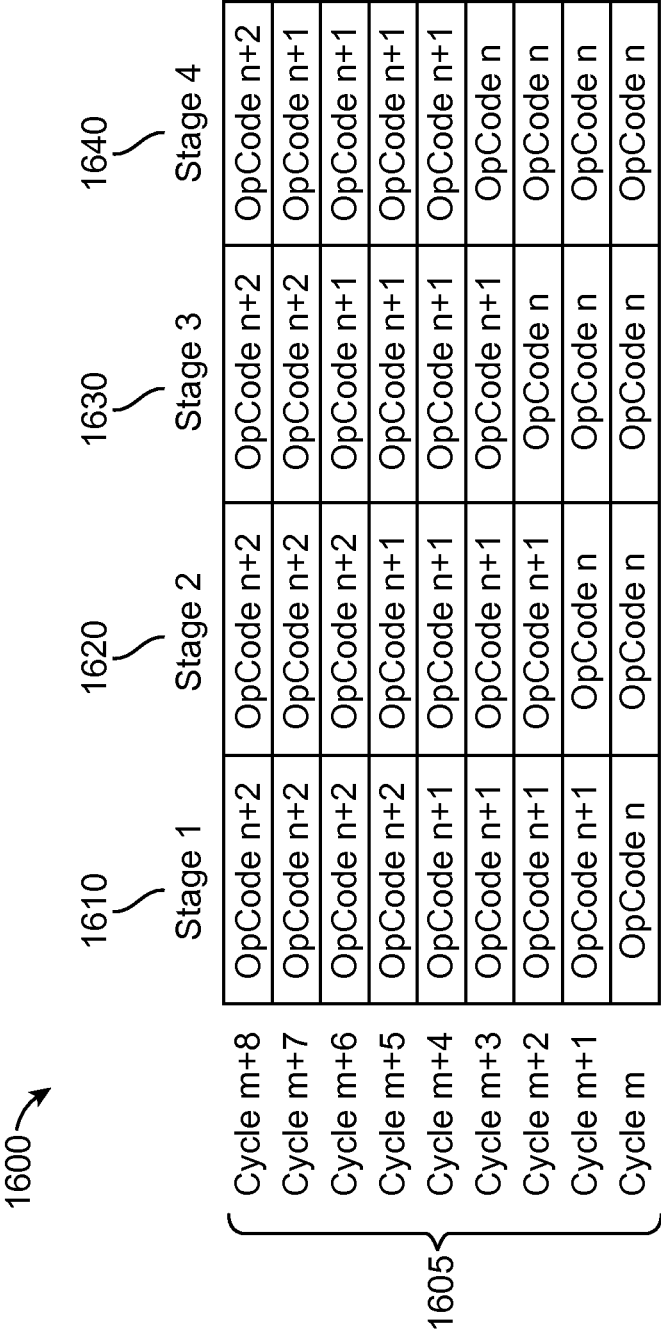 1600
1610 1620 1630 1640
Stage 1 Stage 2 Stage 3 Stage 4
Cycle m+8 OpCode n+2 OpCode n+2 OpCode n+2 OpCode n+2
Cycle m+7 OpCode n+2 OpCode n+2 OpCode n+2 OpCode n+1
Cycle m+6 OpCode n+2 OpCode n+2 OpCode n+1 OpCode n+1
Cycle m+5 OpCode n+2 OpCode n+1 OpCode n+1 OpCode n+1
Cycle m+4 OpCode n+1 OpCode n+1 OpCode n+1 OpCode n+1
Cycle m+3 OpCode n+1 OpCode n+1 OpCode n+1 OpCode n
Cycle m+2 OpCode n+1 OpCode n+1 OpCode n OpCode n
Cycle m+1 OpCode n+1 OpCode n OpCode n OpCode n
Cycle m OpCode n OpCode n OpCode n OpCode n
1605